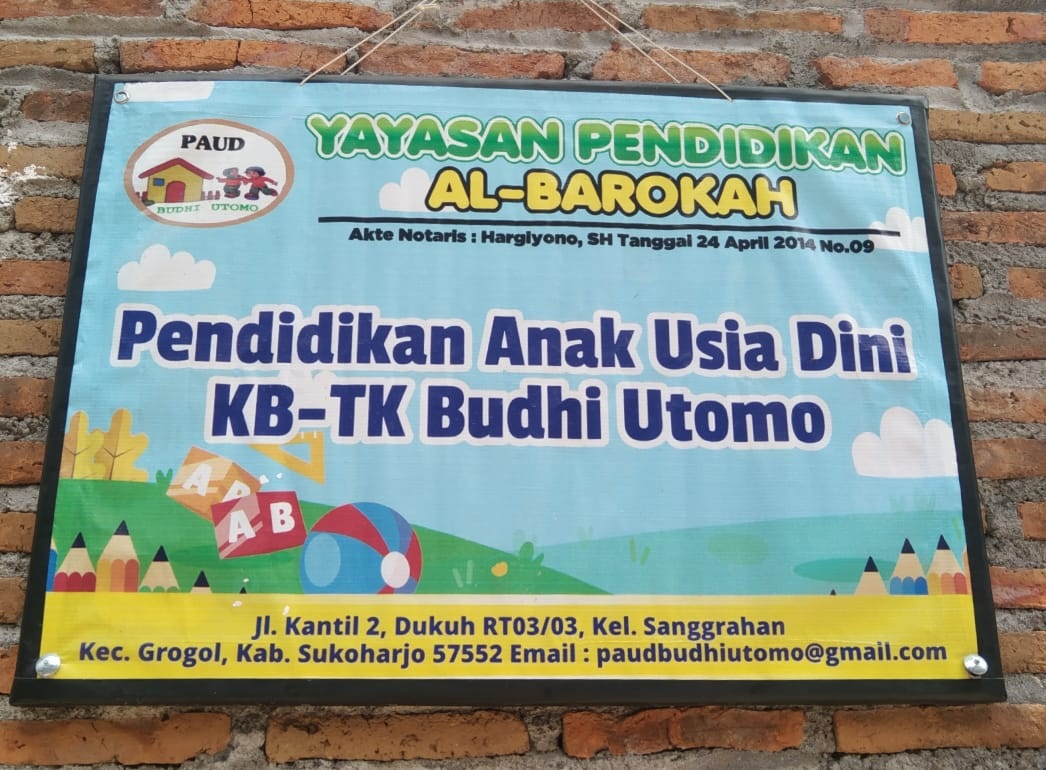 PAUD
BUDHI UTOMO
YAYASAN PENDIDIKAN
AL-BAROKAH
Akte Notaris : Hargiyono, SH Tanggal 24 April 2014 No.09
Pendidikan Anak Usia Dini
KB-TK Budhi Utomo
A B
A B
Jl. Kantil 2, Dukuh RT03/03, Kel. Sanggrahan
Kec. Grogol, Kab. Sukoharjo 57552 Email : paudbudhiutomo@gmail.com